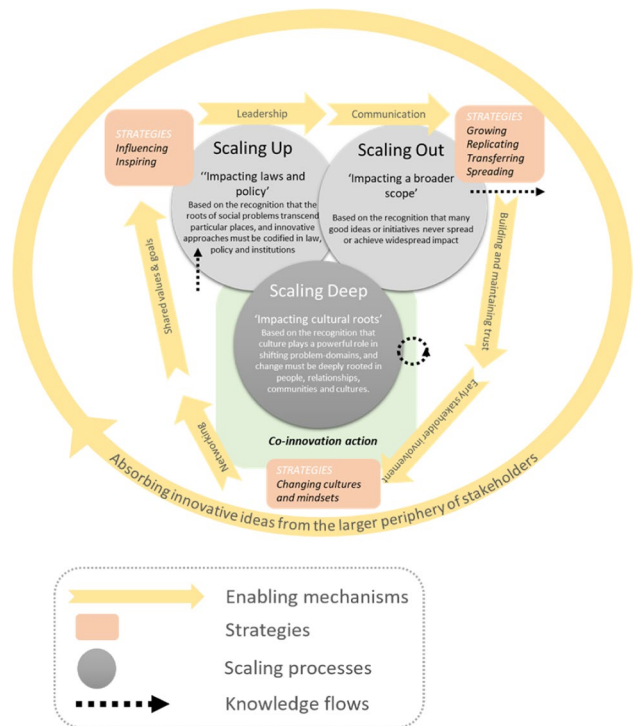 Leadership
Communication
STRATEGIES
Influencing
Inspiring
STRATEGIES
Growing
Replicating
Transferring
Spreading
Scaling Up
‘'Impacting laws and
policy’
Based on the recognition that the
roots of social problems transcend
particular places, and innovative
approaches must be codified in law,
policy and institutions
Scaling Out
‘Impacting a broader
scope’
Based on the recognition that many
good ideas or initiatives never spread
or achieve widespread impact
Scaling Deep
‘Impacting cultural roots’
Based on the recognition that
culture plays a powerful role in
shifting problem-domains, and
change must be deeply rooted in
people, relationships,
communities and cultures.
Shared values & goals
Building and maintaining
trust
Early stakeholder involvement
Networking
Co-innovation action
STRATEGIES
Changing cultures
and mindsets
Absorbing innovative ideas from the larger periphery of stakeholders
Enabling mechanisms
Strategies
Scaling processes
Knowledge flows